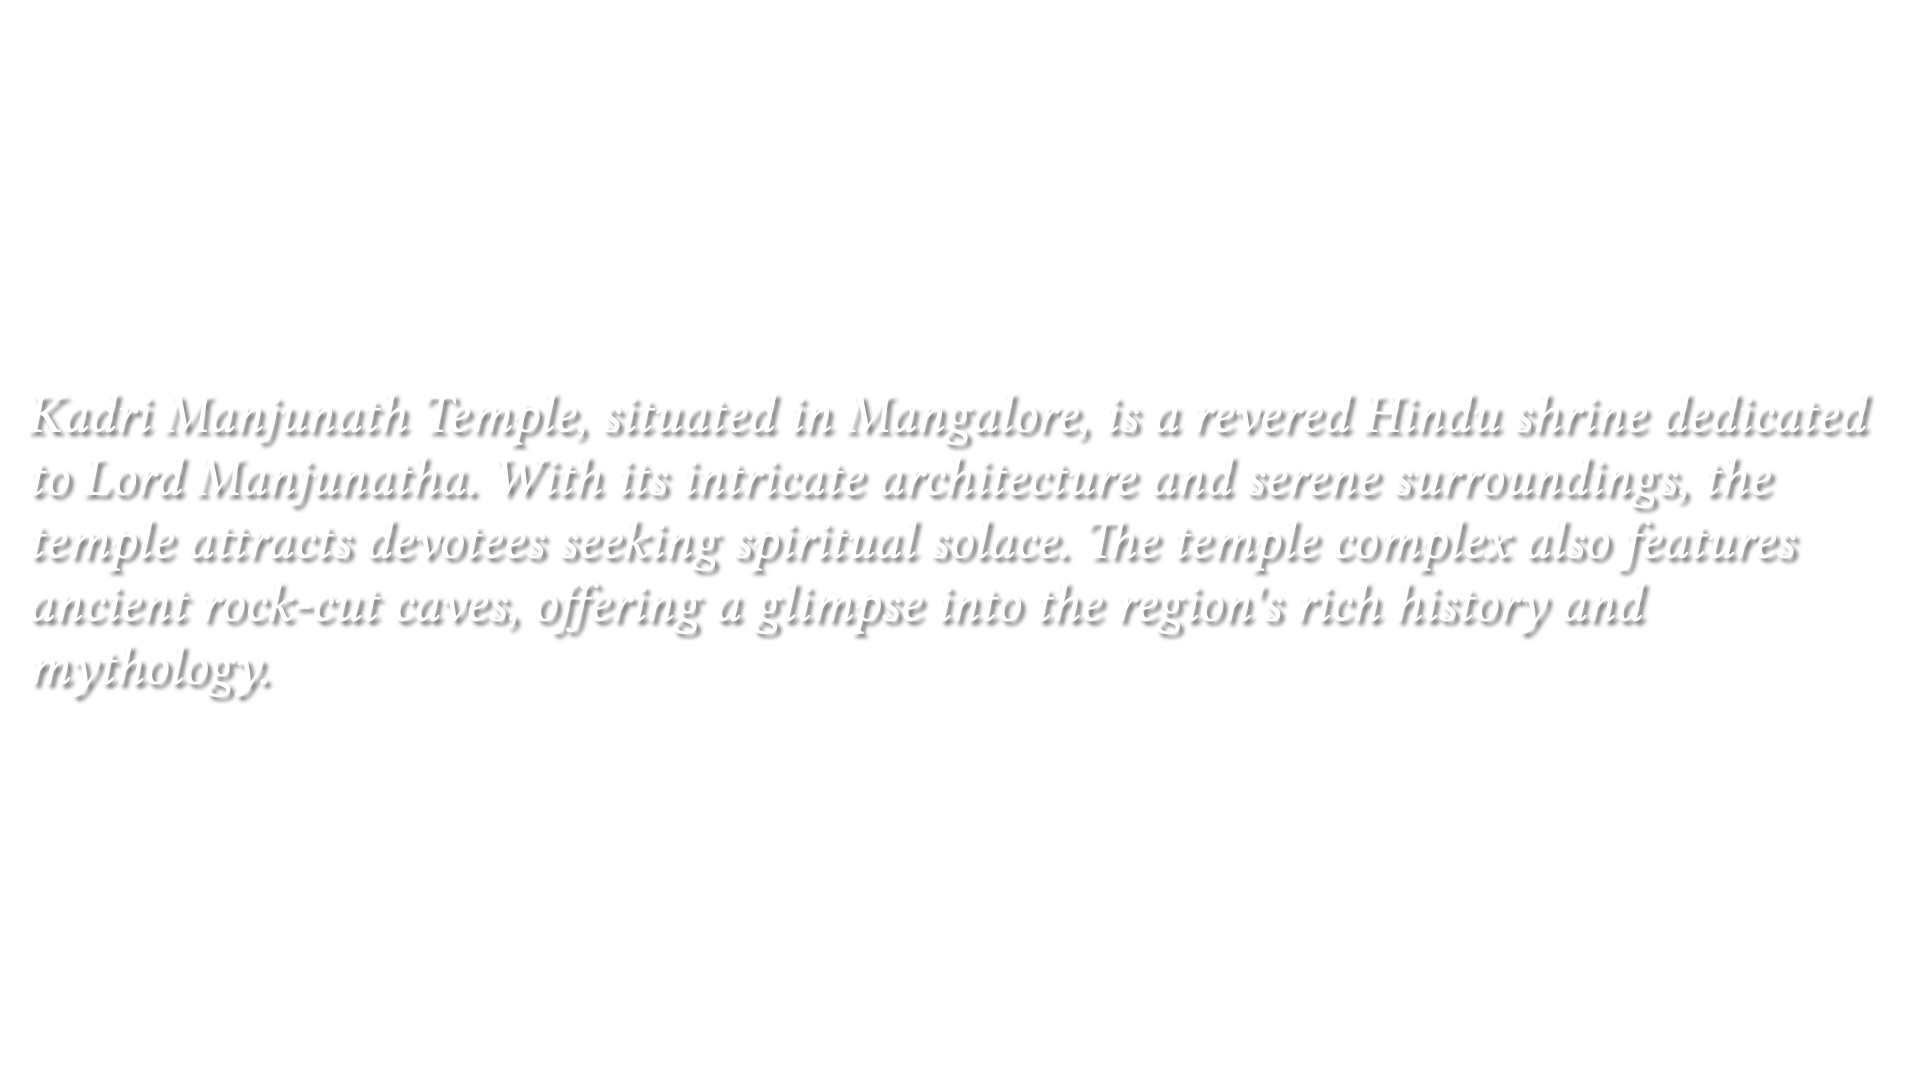 Kadri Manjunath Temple, situated in Mangalore, is a revered Hindu shrine dedicated
to Lord Manjunatha. With its intricate architecture and serene surroundings, the
temple attracts devotees seeking spiritual solace. The temple complex also features
ancient rock-cut caves, offering a glimpse into the region's rich history and
mythology.